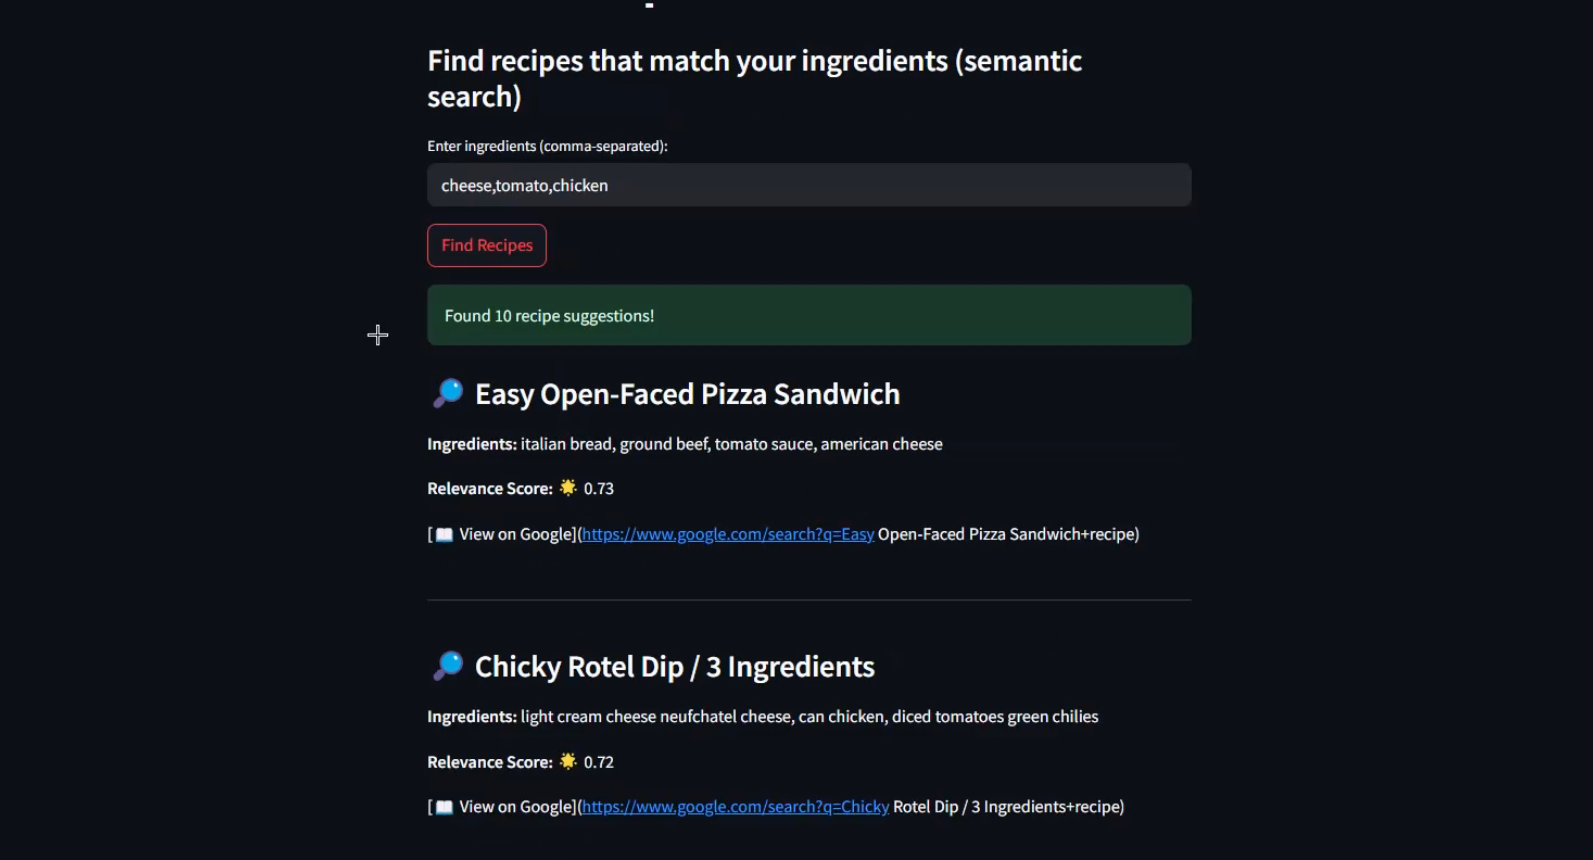 Find recipes that match your ingredients (semantic
search)
Enter ingredients (comma-separated):
cheese,tomato,chicken
Find Recipes
Found 10 recipe suggestions!
🔎 Easy Open-Faced Pizza Sandwich
Ingredients: italian bread, ground beef, tomato sauce, american cheese
Relevance Score: 🌟 0.73
[📖 View on Google](https://www.google.com/search?q=Easy Open-Faced Pizza Sandwich+recipe)
🔎 Chicky Rotel Dip / 3 Ingredients
Ingredients: light cream cheese neufchatel cheese, can chicken, diced tomatoes green chilies
Relevance Score: 🌟 0.72
[📖 View on Google](https://www.google.com/search?q=Chicky Rotel Dip / 3 Ingredients+recipe)